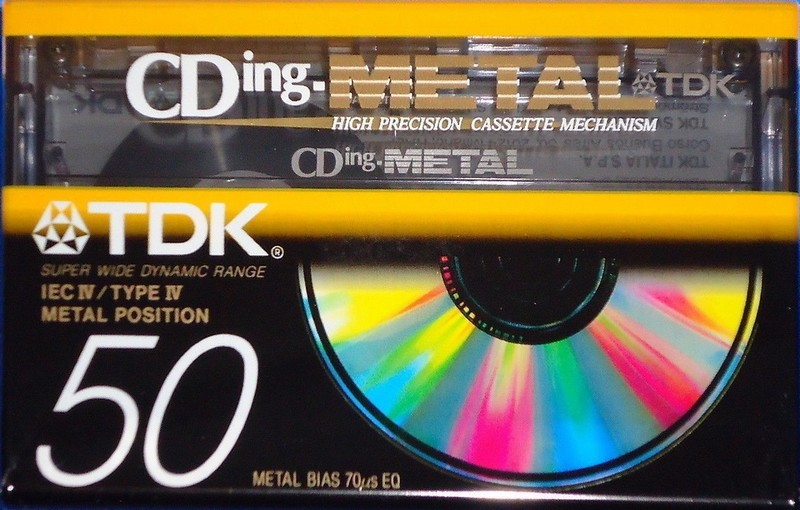 CDing-METAL TDK
HIGH PRECISION CASSETTE MECHANISM
CDing-METAL
TDK ITALIA S.P.A.
TDK®
SUPER WIDE DYNAMIC RANGE
IEC IV / TYPE IV
METAL POSITION
50
METAL BIAS 70µs EQ